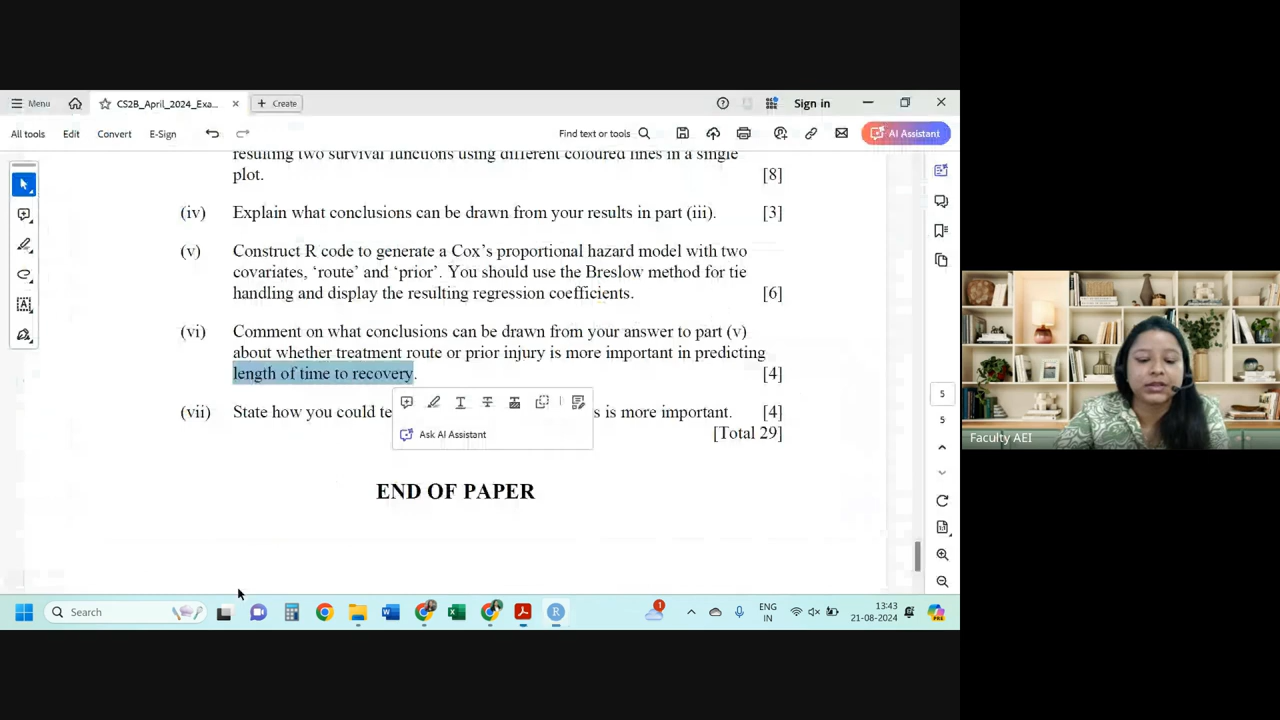 Menu
CS2B_April_2024_Exa...
Create
Sign in
All tools
Edit
Convert
E-Sign
Find text or tools
AI Assistant
resulting two survival functions using different coloured lines in a single
plot. [8]
(iv) Explain what conclusions can be drawn from your results in part (iii). [3]
(v) Construct R code to generate a Cox's proportional hazard model with two
covariates, 'route' and 'prior'. You should use the Breslow method for tie
handling and display the resulting regression coefficients. [6]
(vi) Comment on what conclusions can be drawn from your answer to part (v)
about whether treatment route or prior injury is more important in predicting
length of time to recovery. [4]
(vii) State how you could te s is more important. [4]
[Total 29]
Ask AI Assistant
END OF PAPER
5
5
Faculty AEI
Search
1
ENG
IN
13:43
21-08-2024